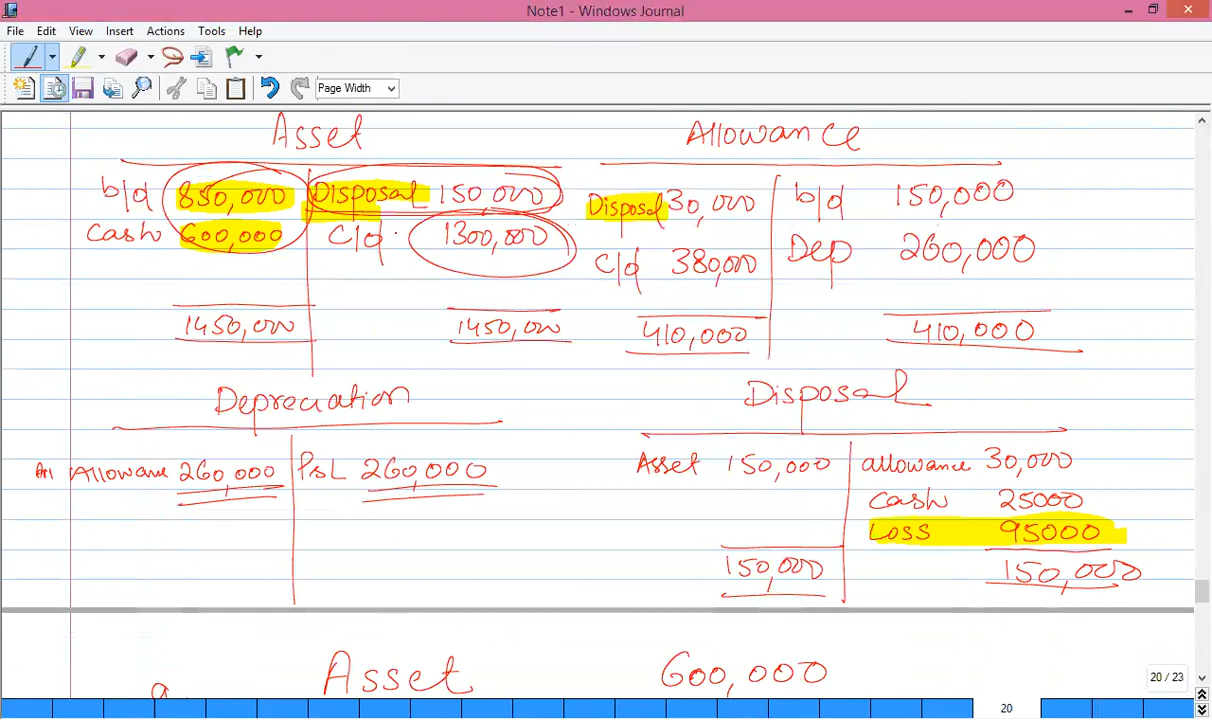 Note1 - Windows Journal
File Edit View Insert Actions Tools Help
Page Width
Asset
b/d 850,000 Disposal 150,000
Cash 600,000 c/d 1300,000
1450,000 1450,000
Allowance
Disposal 30,000 b/d 150,000
c/d 380,000 Dep 260,000
410,000 410,000
Depreciation
Allowane 260,000 P&L 260,000
Disposal
Asset 150,000 allowance 30,000
Cash 25000
Loss 95000
150,000 150,000
Asset 600,000
20 / 23
20